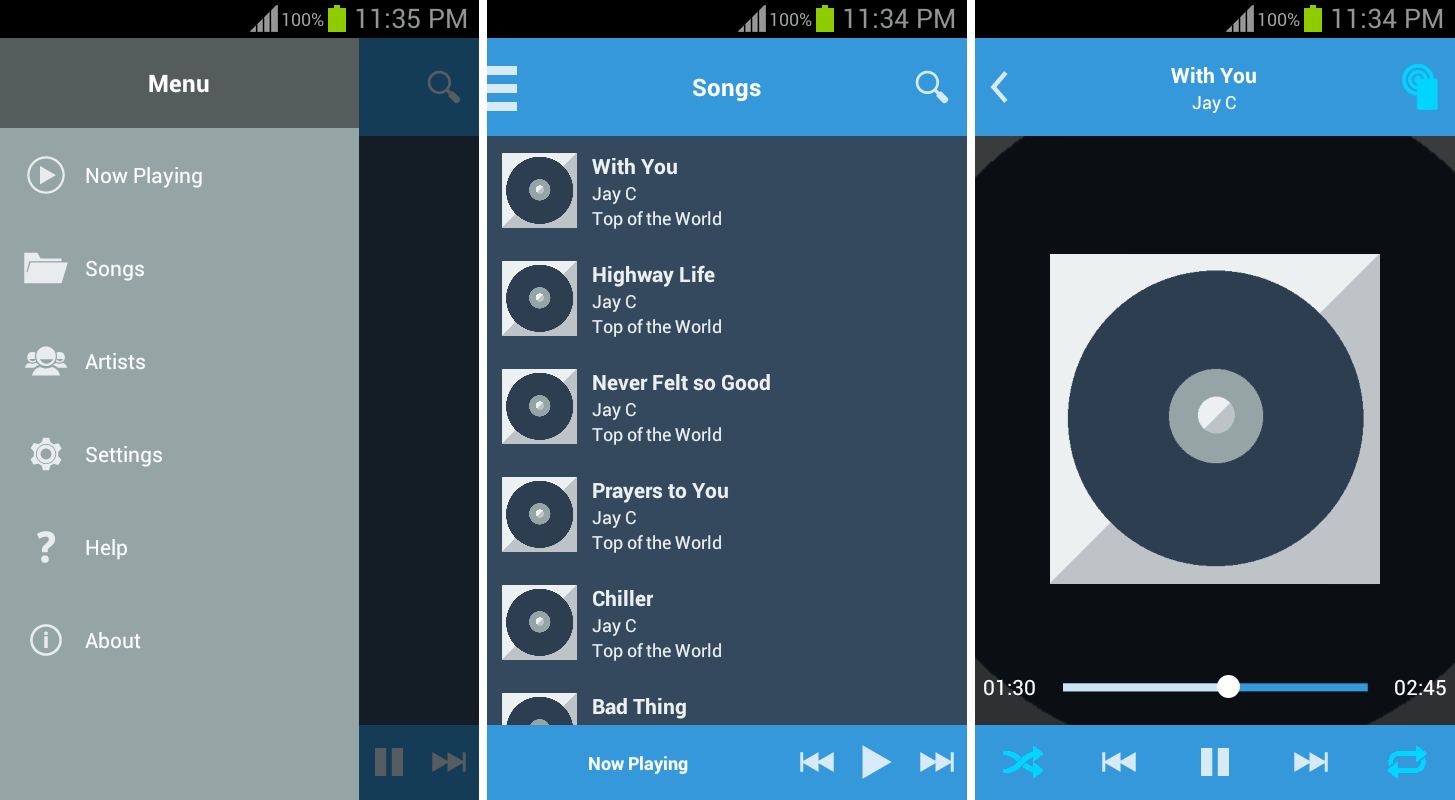 100% 11:35 PM
Menu
Now Playing
Songs
Artists
Settings
Help
About
100% 11:34 PM
Songs
With You
Jay C
Top of the World
Highway Life
Jay C
Top of the World
Never Felt so Good
Jay C
Top of the World
Prayers to You
Jay C
Top of the World
Chiller
Jay C
Top of the World
Bad Thing
Now Playing
100% 11:34 PM
With You
Jay C
01:30 02:45